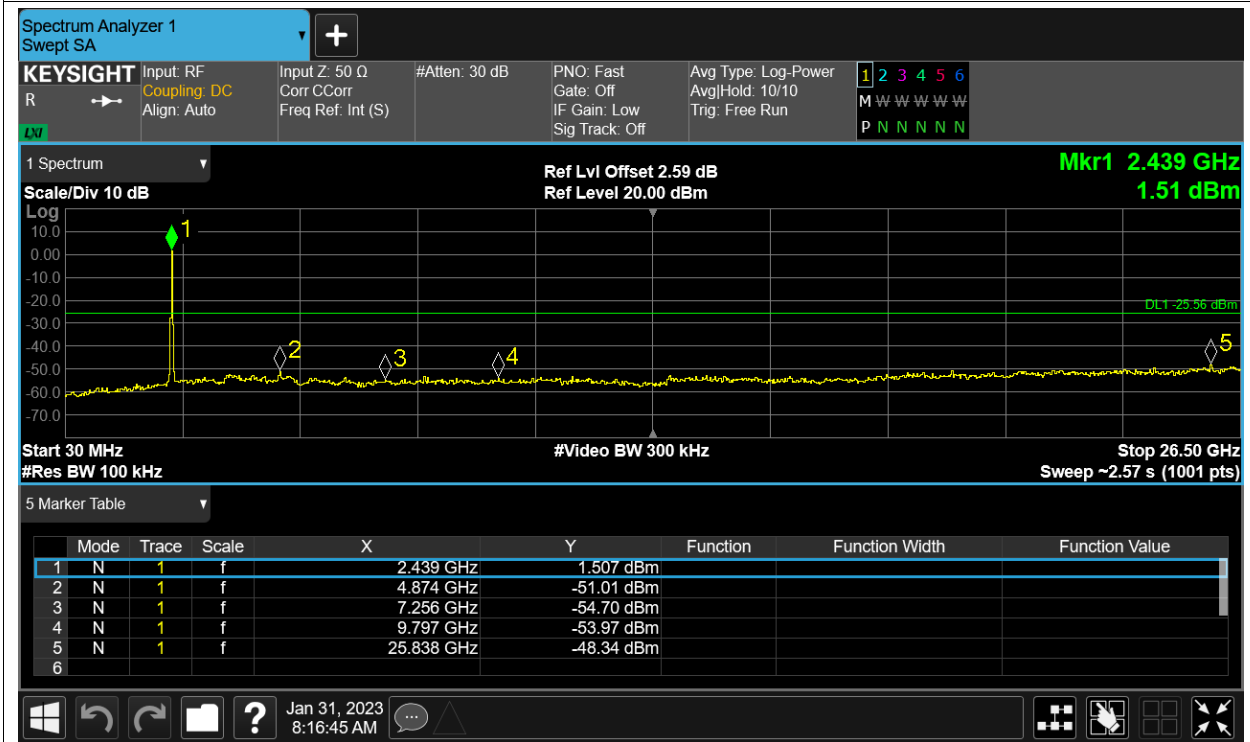 Spectrum Analyzer 1
Swept SA
+
KEYSIGHT
R
LXI
Input: RF
Coupling: DC
Align: Auto
Input Z: 50 Ω
Corr CCorr
Freq Ref: Int (S)
#Atten: 30 dB
PNO: Fast
Gate: Off
IF Gain: Low
Sig Track: Off
Avg Type: Log-Power
Avg|Hold: 10/10
Trig: Free Run
1 2 3 4 5 6
M W W W W W
P N N N N N
1 Spectrum
Scale/Div 10 dB
Ref Lvl Offset 2.59 dB
Ref Level 20.00 dBm
Mkr1 2.439 GHz
1.51 dBm
Log
10.0
0.00
-10.0
-20.0
-30.0
-40.0
-50.0
-60.0
-70.0
1
2
3
4
5
DL1 -25.56 dBm
Start 30 MHz
#Res BW 100 kHz
#Video BW 300 kHz
Stop 26.50 GHz
Sweep ~2.57 s (1001 pts)
5 Marker Table
Mode Trace Scale X Y Function Function Width Function Value
1 N 1 f 2.439 GHz 1.507 dBm
2 N 1 f 4.874 GHz -51.01 dBm
3 N 1 f 7.256 GHz -54.70 dBm
4 N 1 f 9.797 GHz -53.97 dBm
5 N 1 f 25.838 GHz -48.34 dBm
6
?
Jan 31, 2023
8:16:45 AM